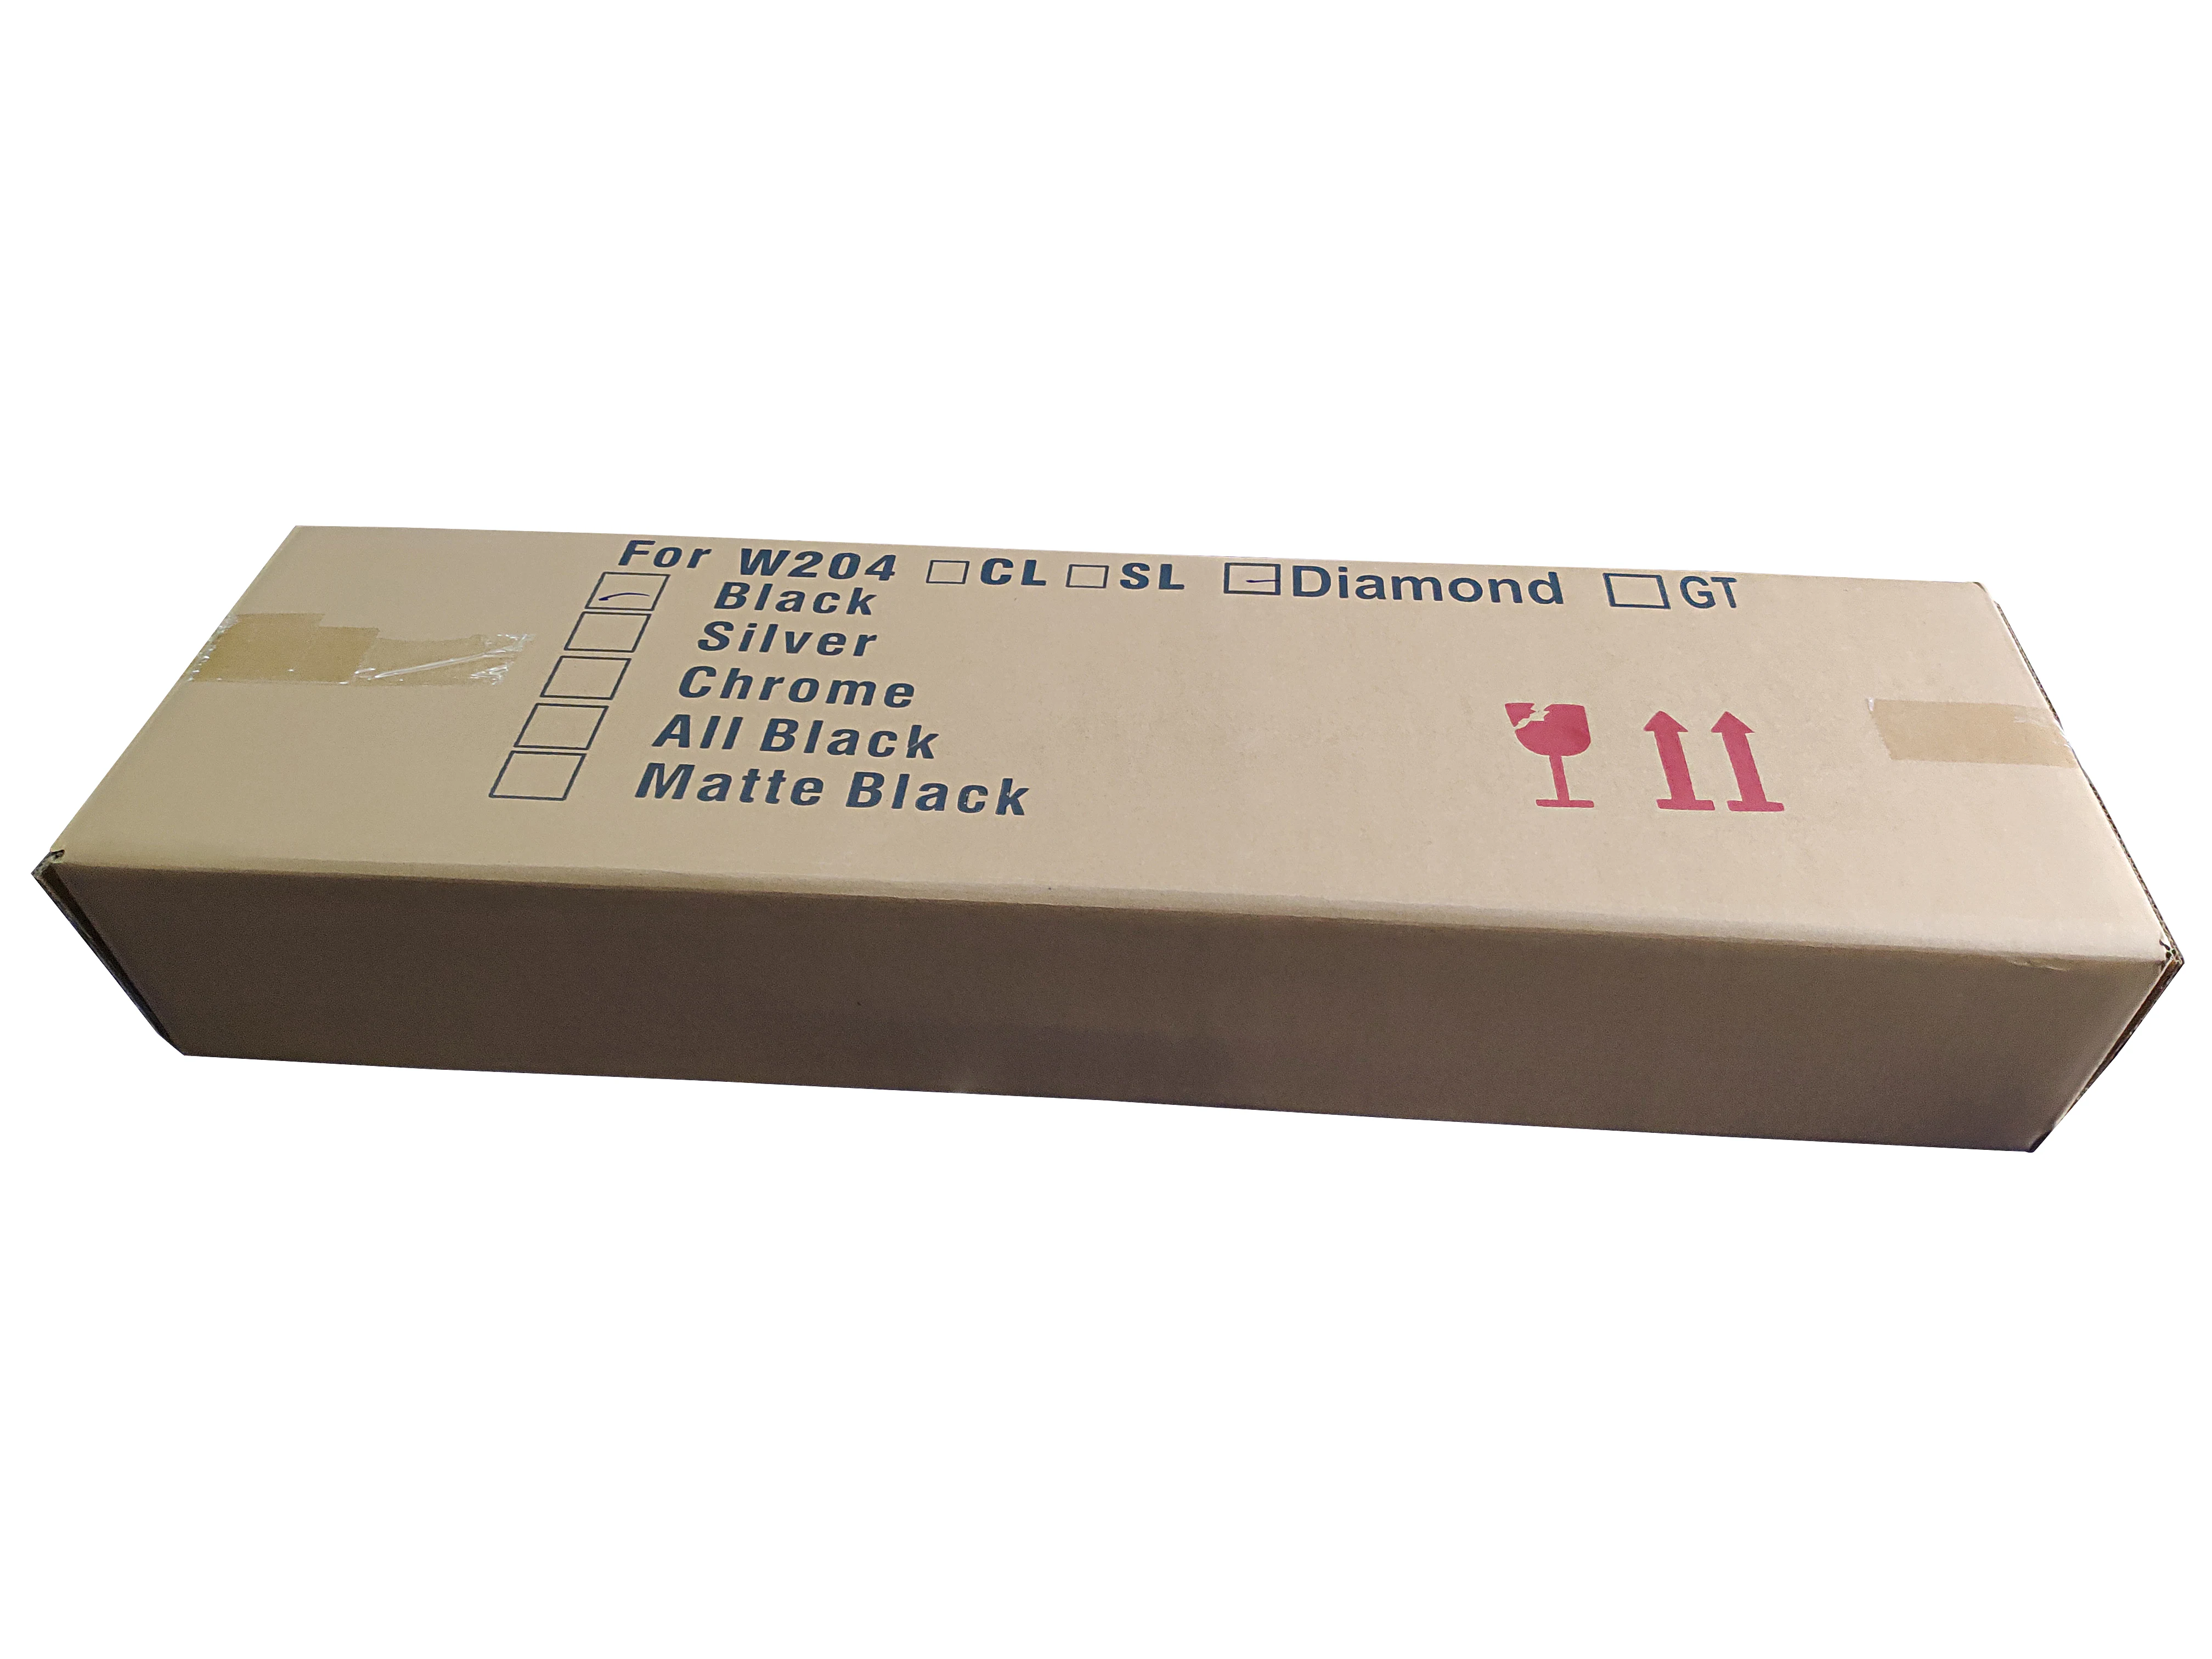 For W204 CL SL Diamond GT
Black
Silver
Chrome
All Black
Matte Black